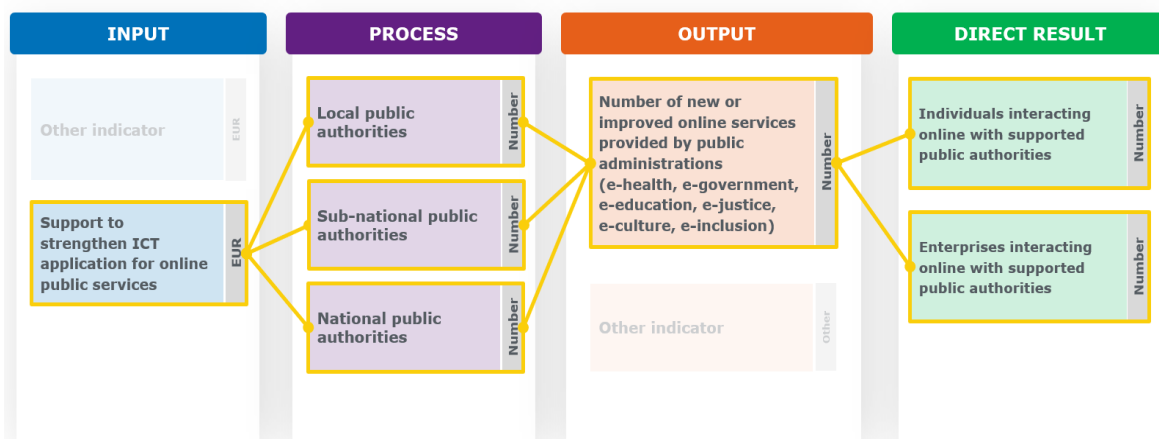 INPUT
Other indicator
EUR
Support to
strengthen ICT
application for online
public services
EUR
PROCESS
Local public
authorities
Number
Sub-national public
authorities
Number
National public
authorities
Number
OUTPUT
Number of new or
improved online services
provided by public
administrations
(e-health, e-government,
e-education, e-justice,
e-culture, e-inclusion)
Number
Other indicator
Other
DIRECT RESULT
Individuals interacting
online with supported
public authorities
Number
Enterprises interacting
online with supported
public authorities
Number